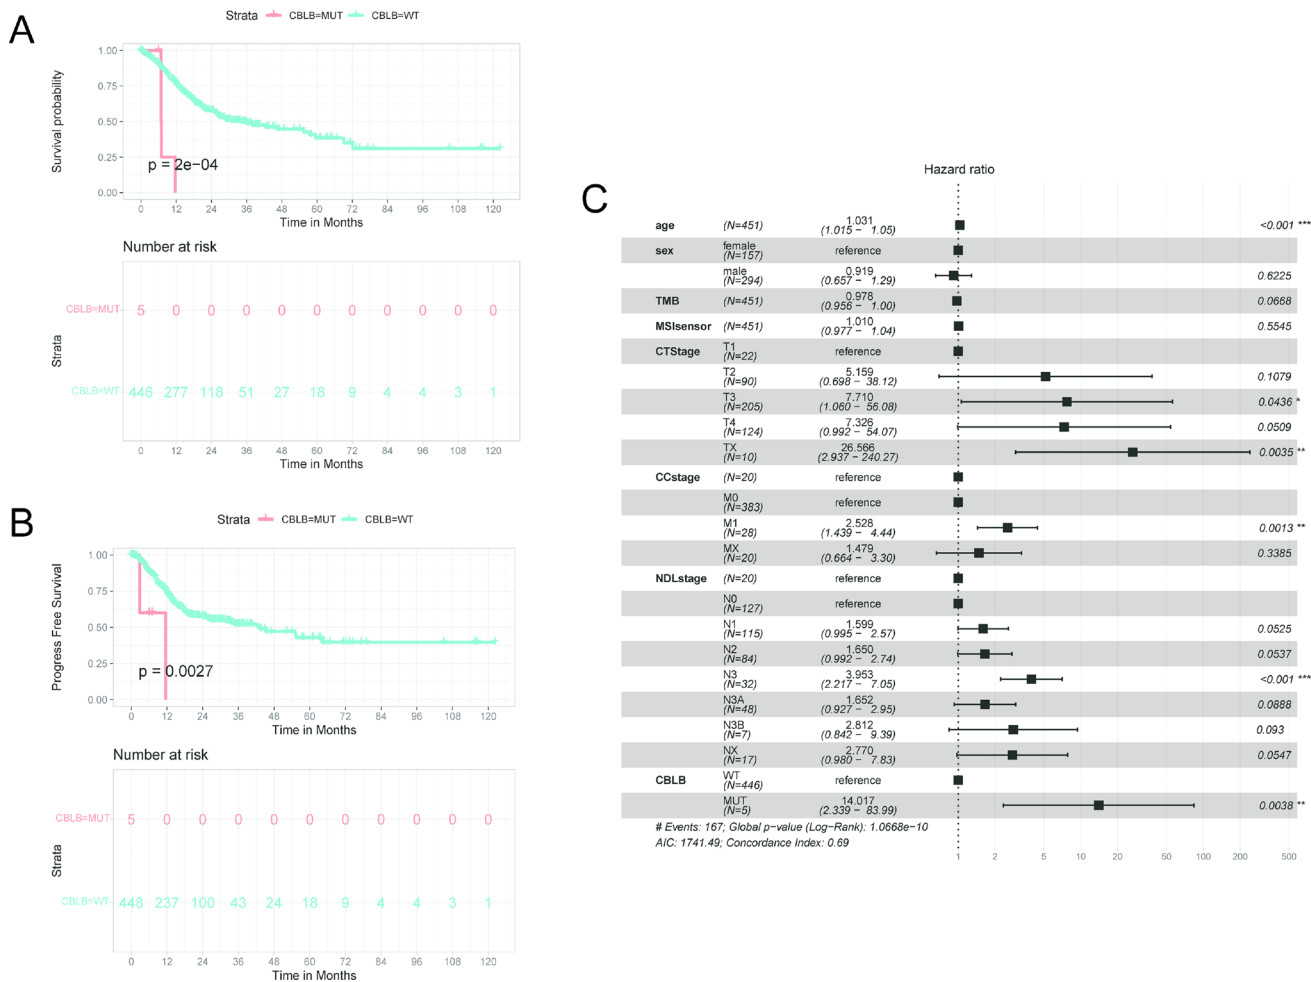 A
Strata CBLB=MUT CBLB=WT
Survival probability
1.00
0.75
0.50
0.25
0.00
p = 2e−04
0 12 24 36 48 60 72 84 96 108 120
Time in Months
Number at risk
Strata
CBLB=MUT 5 0 0 0 0 0 0 0 0 0 0
CBLB=WT 446 277 118 51 27 18 9 4 4 3 1
0 12 24 36 48 60 72 84 96 108 120
Time in Months
B
Strata CBLB=MUT CBLB=WT
Progress Free Survival
1.00
0.75
0.50
0.25
0.00
p = 0.0027
0 12 24 36 48 60 72 84 96 108 120
Time in Months
Number at risk
Strata
CBLB=MUT 5 0 0 0 0 0 0 0 0 0 0
CBLB=WT 448 237 100 43 24 18 9 4 4 3 1
0 12 24 36 48 60 72 84 96 108 120
Time in Months
C
Hazard ratio
age (N=451) 1.031 (1.015 − 1.05) <0.001 ***
sex female (N=157) reference
male (N=294) 0.919 (0.657 − 1.29) 0.6225
TMB (N=451) 0.978 (0.956 − 1.00) 0.0668
MSIsensor (N=451) 1.010 (0.977 − 1.04) 0.5545
CTStage T1 (N=22) reference
T2 (N=90) 5.159 (0.698 − 38.12) 0.1079
T3 (N=205) 7.710 (1.060 − 56.08) 0.0436 *
T4 (N=124) 7.326 (0.992 − 54.07) 0.0509
TX (N=10) 26.566 (2.937 − 240.27) 0.0035 **
CCstage (N=20) reference
M0 (N=383) reference
M1 (N=28) 2.528 (1.439 − 4.44) 0.0013 **
MX (N=20) 1.479 (0.664 − 3.30) 0.3385
NDLstage (N=20) reference
N0 (N=127) reference
N1 (N=115) 1.599 (0.995 − 2.57) 0.0525
N2 (N=84) 1.650 (0.992 − 2.74) 0.0537
N3 (N=32) 3.953 (2.217 − 7.05) <0.001 ***
N3A (N=48) 1.652 (0.927 − 2.95) 0.0888
N3B (N=7) 2.812 (0.842 − 9.39) 0.093
NX (N=17) 2.770 (0.980 − 7.83) 0.0547
CBLB WT (N=446) reference
MUT (N=5) 14.017 (2.339 − 83.99) 0.0038 **
# Events: 167; Global p−value (Log−Rank): 1.0668e−10
AIC: 1741.49; Concordance Index: 0.69
1 2 5 10 20 50 100 200 500